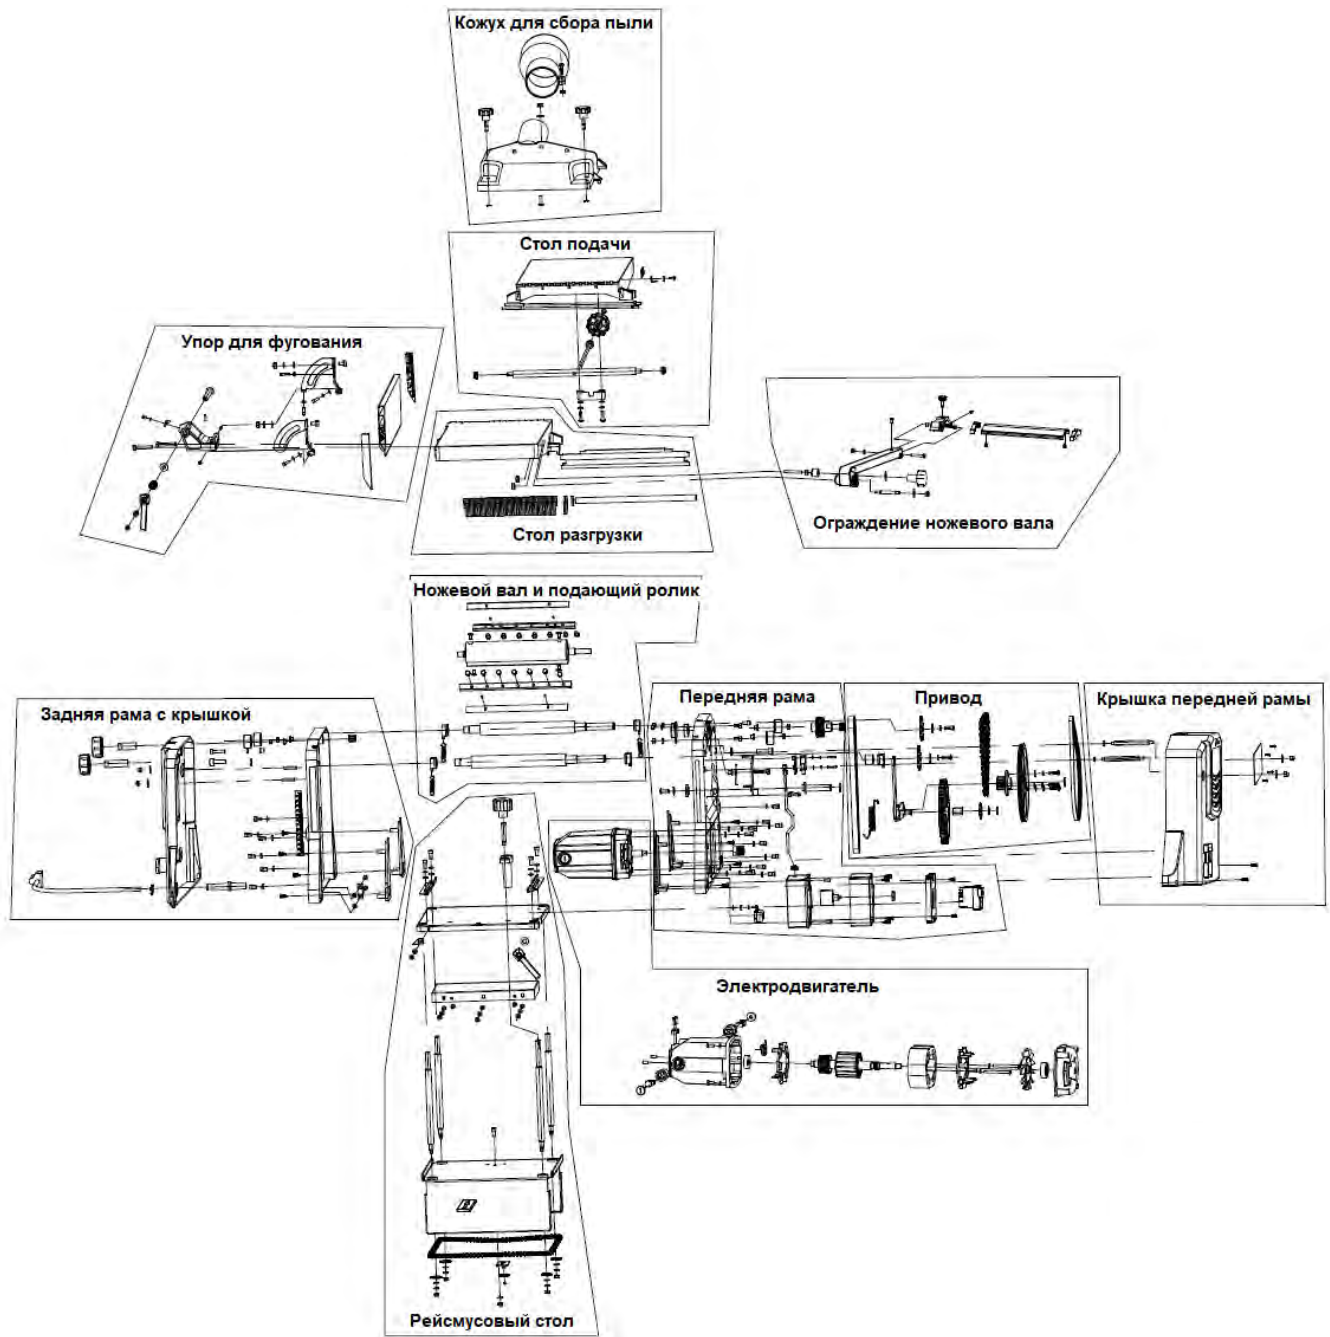 Кожух для сбора пыли
Стол подачи
Упор для фугования
Стол разгрузки
Ограждение ножевого вала
Ножевой вал и подающий ролик
Задняя рама с крышкой
Передняя рама
Привод
Крышка передней рамы
Электродвигатель
Рейсмусовый стол